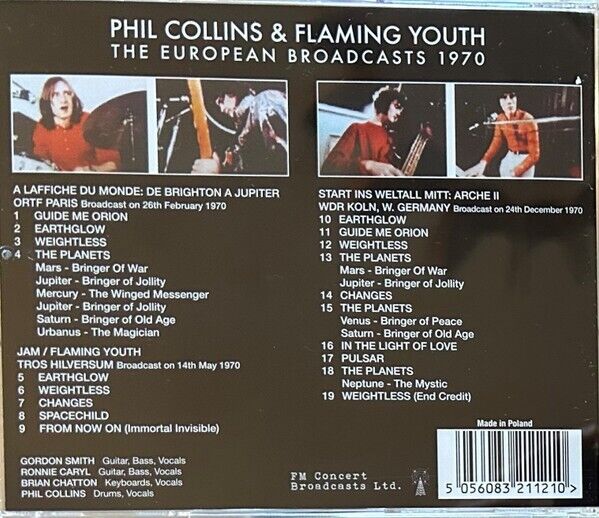 PHIL COLLINS & FLAMING YOUTH
THE EUROPEAN BROADCASTS 1970
A LAFFICHE DU MONDE: DE BRIGHTON A JUPITER
ORTF PARIS Broadcast on 26th February 1970
1 GUIDE ME ORION
2 EARTHGLOW
3 WEIGHTLESS
4 THE PLANETS
Mars - Bringer Of War
Jupiter - Bringer of Jollity
Mercury - The Winged Messenger
Jupiter - Bringer of Jollity
Saturn - Bringer of Old Age
Urbanus - The Magician
JAM / FLAMING YOUTH
TROS HILVERSUM Broadcast on 14th May 1970
5 EARTHGLOW
6 WEIGHTLESS
7 CHANGES
8 SPACECHILD
9 FROM NOW ON (Immortal Invisible)
GORDON SMITH Guitar, Bass, Vocals
RONNIE CARYL Guitar, Bass, Vocals
BRIAN CHATTON Keyboards, Vocals
PHIL COLLINS Drums, Vocals
START INS WELTALL MITT: ARCHE II
WDR KOLN, W. GERMANY Broadcast on 24th December 1970
10 EARTHGLOW
11 GUIDE ME ORION
12 WEIGHTLESS
13 THE PLANETS
Mars - Bringer Of War
Jupiter - Bringer of Jollity
14 CHANGES
15 THE PLANETS
Venus - Bringer of Peace
Saturn - Bringer of Old Age
16 IN THE LIGHT OF LOVE
17 PULSAR
18 THE PLANETS
Neptune - The Mystic
19 WEIGHTLESS (End Credit)
FM Concert
Broadcasts Ltd.
Made in Poland
5 056083 211210 >